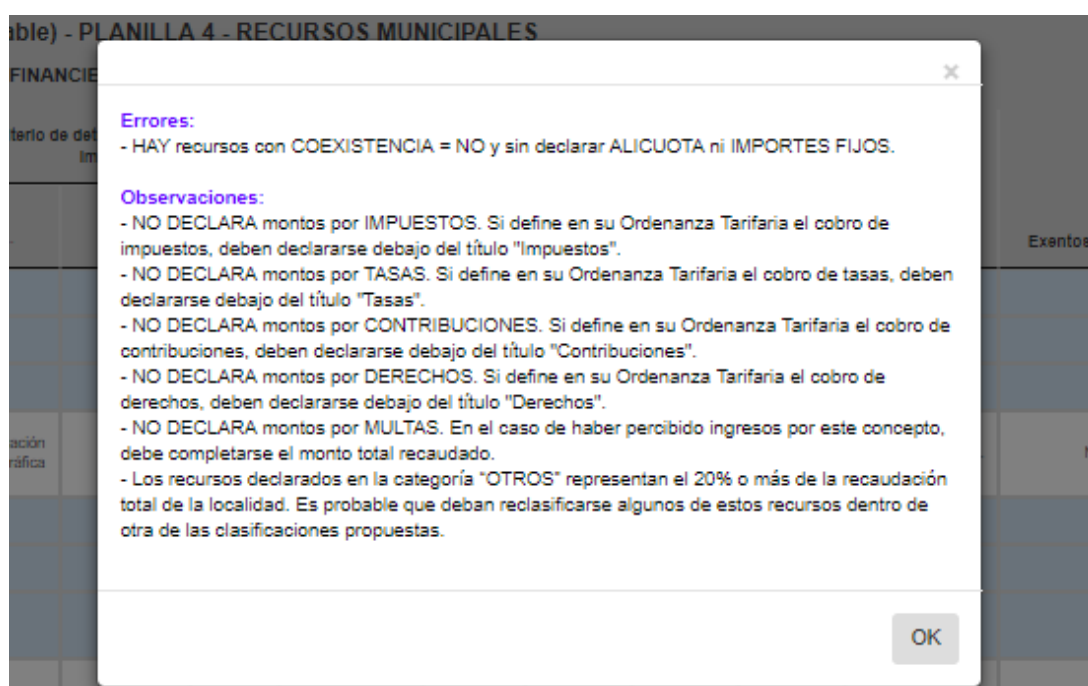 able) - PLANILLA 4 - RECURSOS MUNICIPALES
FINANCIE
×
terio de det
Im
Errores:
- HAY recursos con COEXISTENCIA = NO y sin declarar ALICUOTA ni IMPORTES FIJOS.
Observaciones:
- NO DECLARA montos por IMPUESTOS. Si define en su Ordenanza Tarifaria el cobro de
impuestos, deben declararse debajo del título "Impuestos".
Exentos
- NO DECLARA montos por TASAS. Si define en su Ordenanza Tarifaria el cobro de tasas, deben
declararse debajo del título "Tasas".
- NO DECLARA montos por CONTRIBUCIONES. Si define en su Ordenanza Tarifaria el cobro de
contribuciones, deben declararse debajo del título "Contribuciones".
- NO DECLARA montos por DERECHOS. Si define en su Ordenanza Tarifaria el cobro de
derechos, deben declararse debajo del título "Derechos".
- NO DECLARA montos por MULTAS. En el caso de haber percibido ingresos por este concepto,
debe completarse el monto total recaudado.
ación
ráfica
- Los recursos declarados en la categoría “OTROS” representan el 20% o más de la recaudación
total de la localidad. Es probable que deban reclasificarse algunos de estos recursos dentro de
otra de las clasificaciones propuestas.
OK